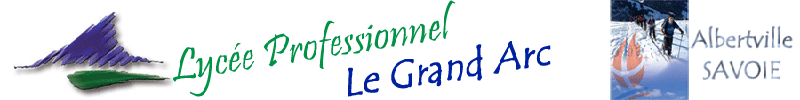 Lycée Professionnel
Le Grand Arc
Albertville
SAVOIE